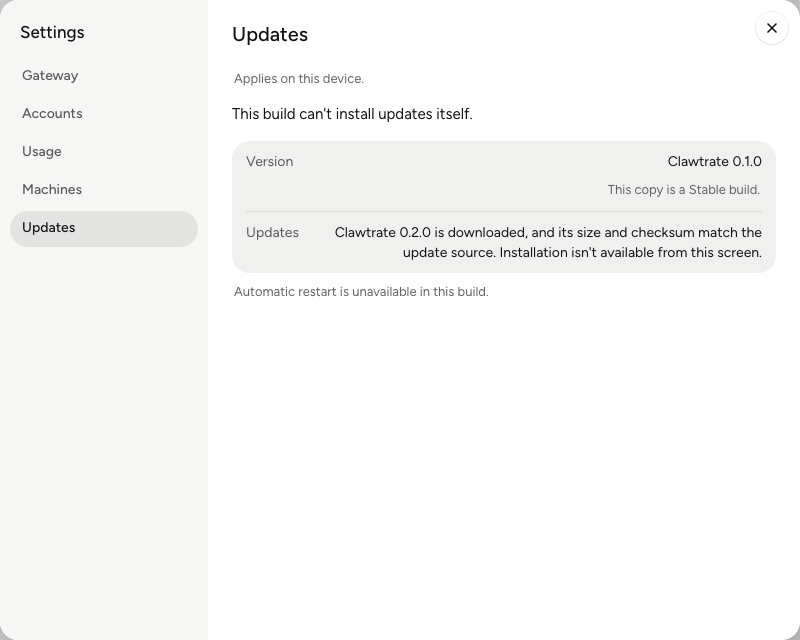 Settings
Gateway
Accounts
Usage
Machines
Updates
Updates
Applies on this device.
This build can't install updates itself.
Version
Clawtrate 0.1.0
This copy is a Stable build.
Updates
Clawtrate 0.2.0 is downloaded, and its size and checksum match the
update source. Installation isn't available from this screen.
Automatic restart is unavailable in this build.